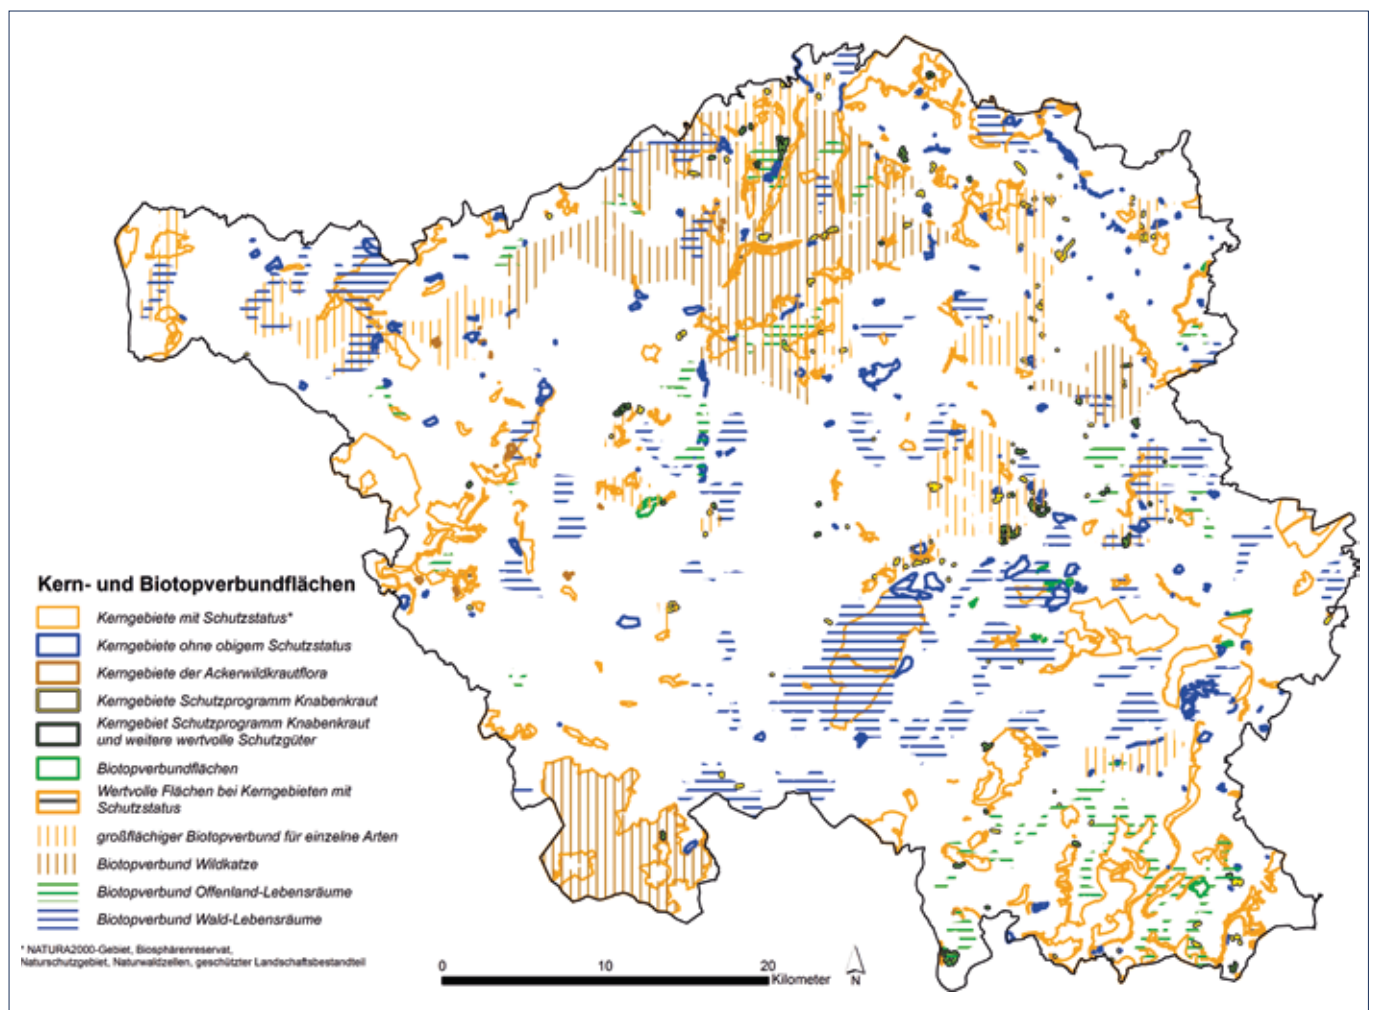 Kern- und Biotopverbundflächen
Kerngebiete mit Schutzstatus*
Kerngebiete ohne obigem Schutzstatus
Kerngebiete der Ackerwildkrautflora
Kerngebiete Schutzprogramm Knabenkraut
Kerngebiet Schutzprogramm Knabenkraut
und weitere wertvolle Schutzgüter
Biotopverbundflächen
Wertvolle Flächen bei Kerngebieten mit
Schutzstatus
großflächiger Biotopverbund für einzelne Arten
Biotopverbund Wildkatze
Biotopverbund Offenland-Lebensräume
Biotopverbund Wald-Lebensräume
* NATURA2000-Gebiet, Biosphärenreservat,
Naturschutzgebiet, Naturwaldzellen, geschützter Landschaftsbestandteil
0 10 20
Kilometer
N